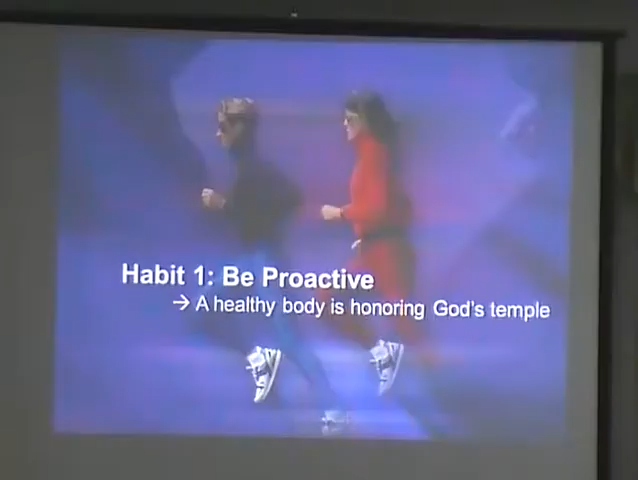 Habit 1: Be Proactive
→ A healthy body is honoring God's temple